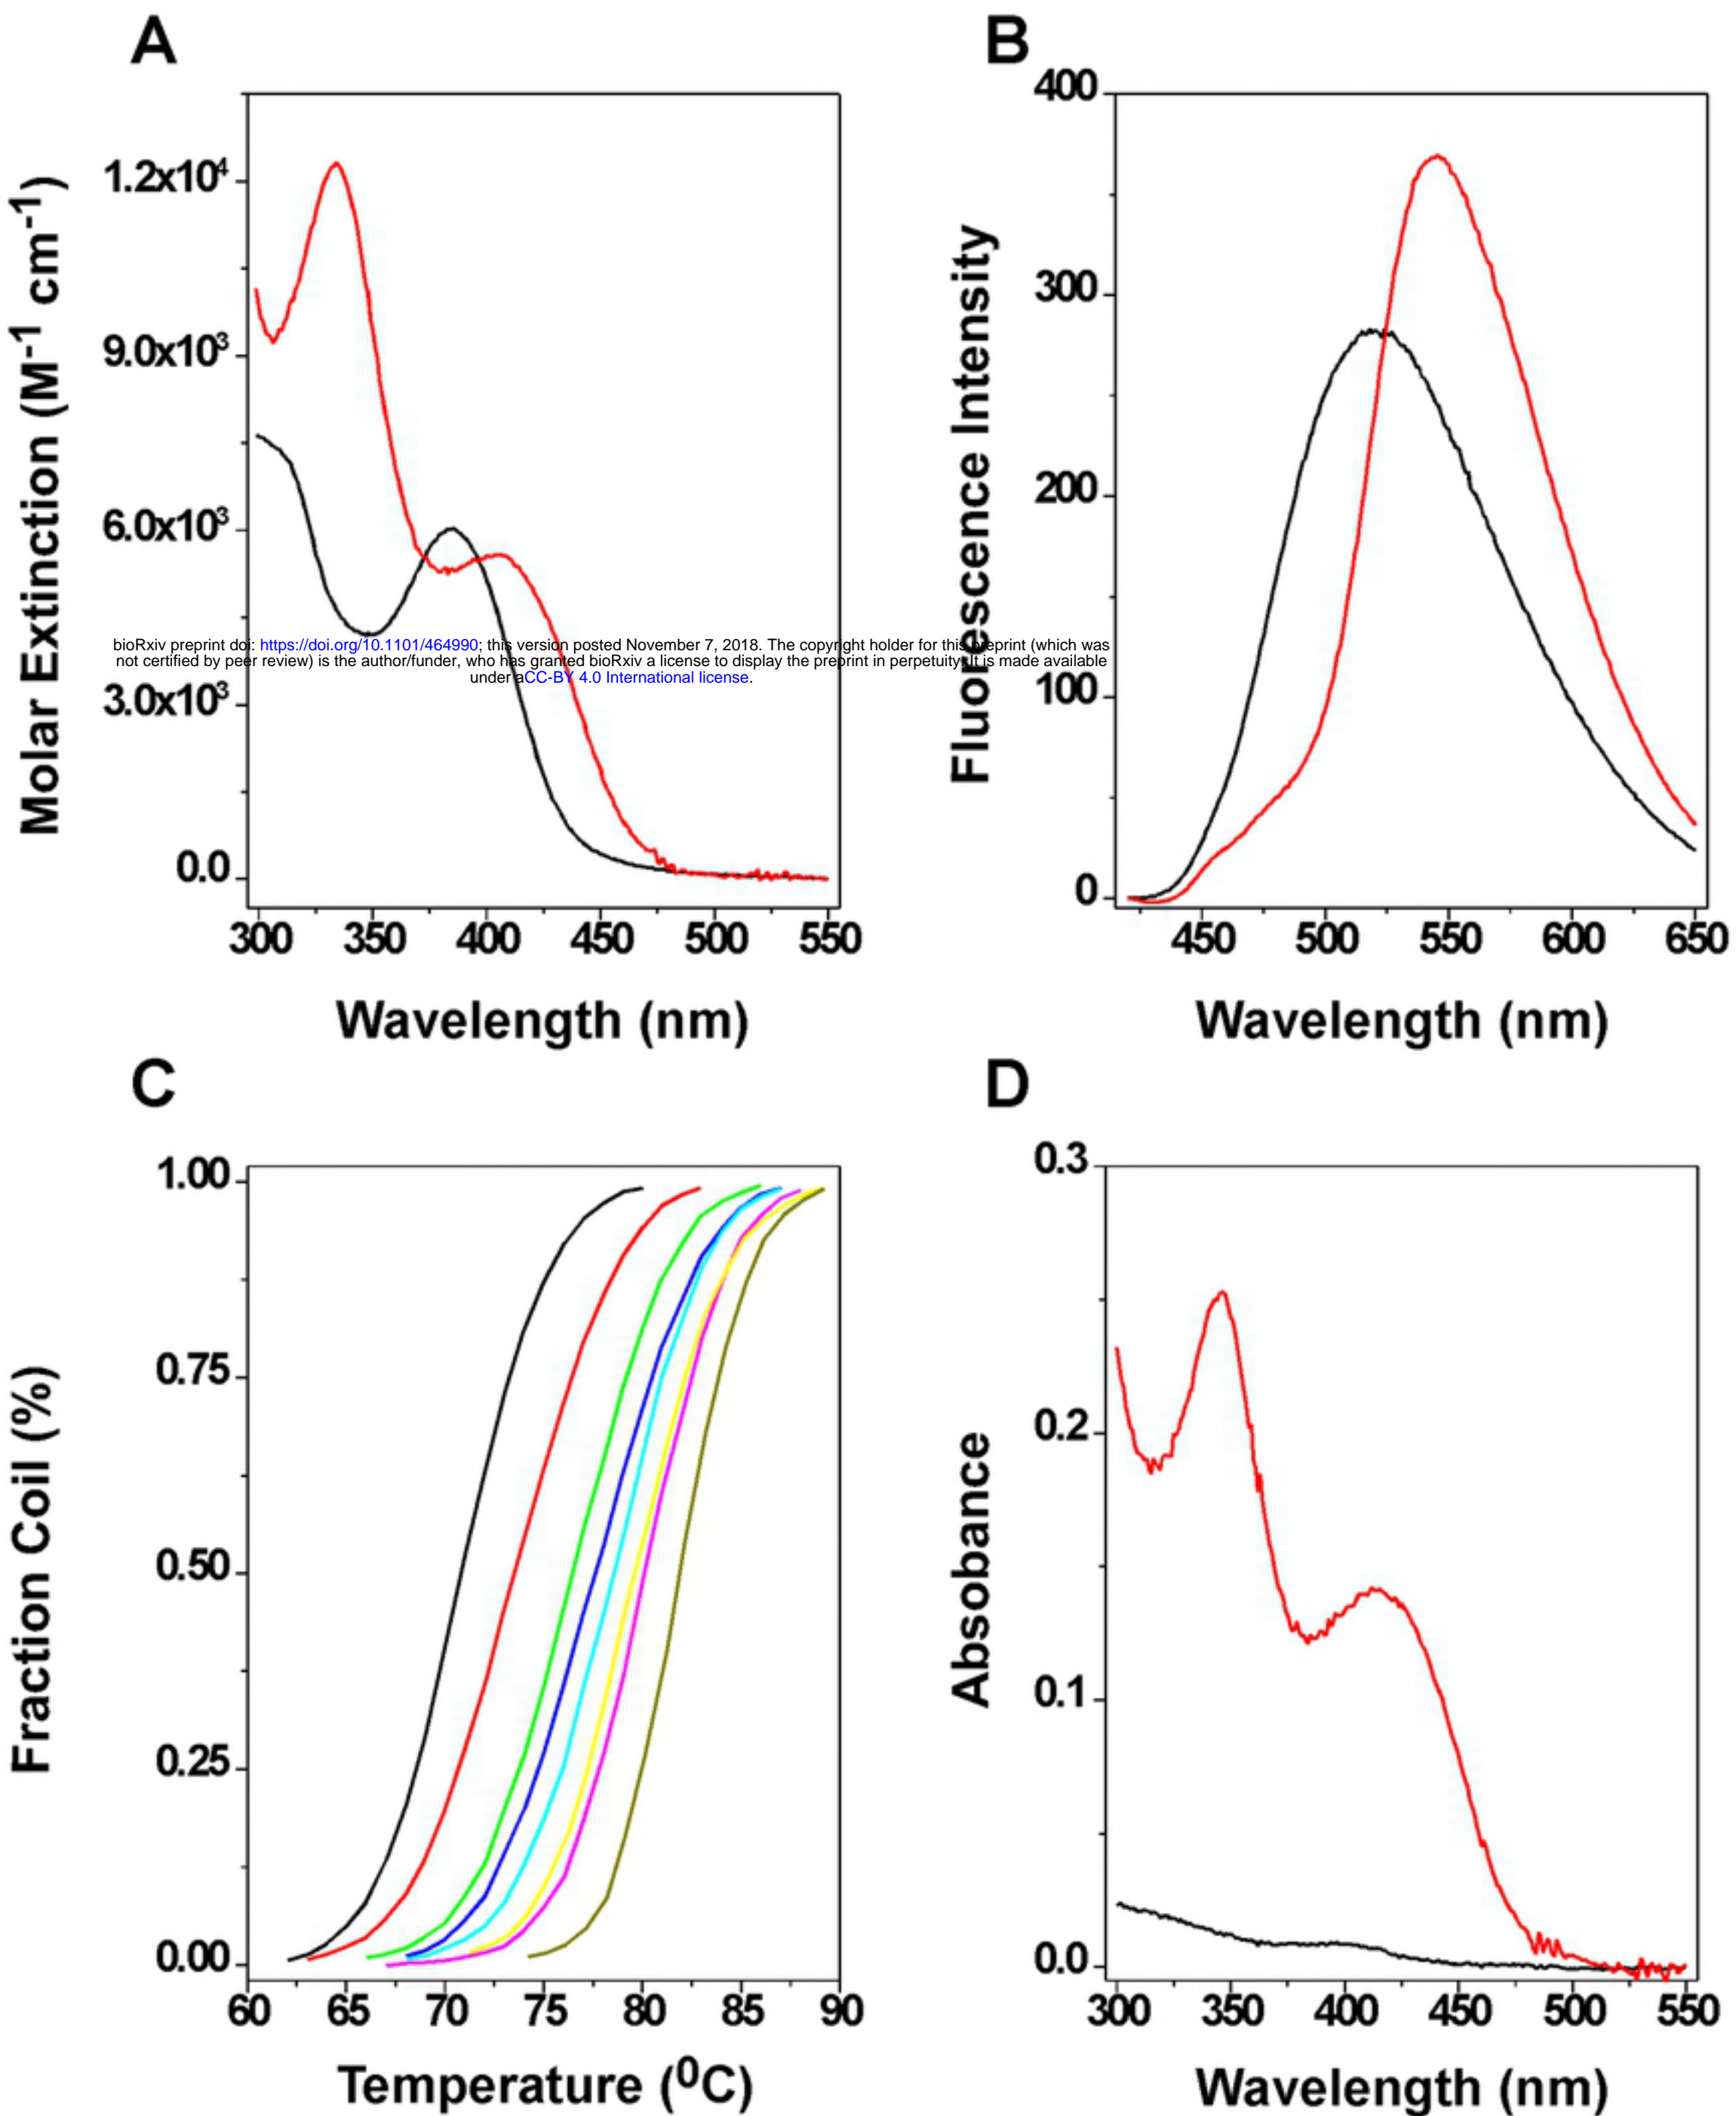 A
B
Molar Extinction (M-1 cm-1)
1.2x104
9.0x103
6.0x103
3.0x103
0.0
300 350 400 450 500 550
Wavelength (nm)
Fluorescence Intensity
400
300
200
100
0
450 500 550 600 650
Wavelength (nm)
bioRxiv preprint doi: https://doi.org/10.1101/464990; this version posted November 7, 2018. The copyright holder for this preprint (which was
not certified by peer review) is the author/funder, who has granted bioRxiv a license to display the preprint in perpetuity. It is made available
under aCC-BY 4.0 International license.
C
D
Fraction Coil (%)
1.00
0.75
0.50
0.25
0.00
60 65 70 75 80 85 90
Temperature (0C)
Absobance
0.3
0.2
0.1
0.0
300 350 400 450 500 550
Wavelength (nm)